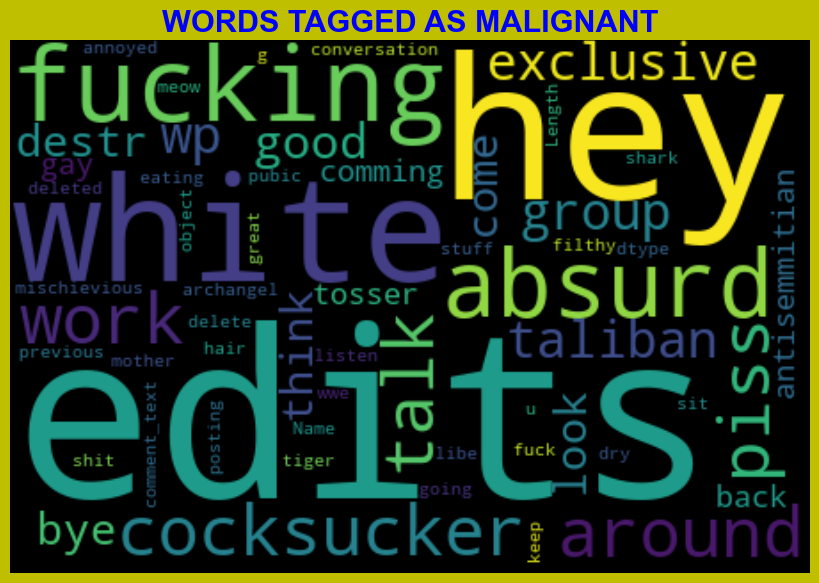 WORDS TAGGED AS MALIGNANT
annoyed
g
conversation
fucking
meow
exclusive
hey
Length
destr
wp
good
come
shark
gay
eating
pubic
comming
deleted
object
great
white
group
antisemmitian
stuff
filthy
dtype
mischievious
archangel
tosser
absurd
work
delete
think
talk
taliban
piss
previous
mother
hair
listen
edits
wwe
comment_text
posting
Name
u
look
sit
shit
tiger
libe
fuck
dry
going
back
bye
cocksucker
keep
around